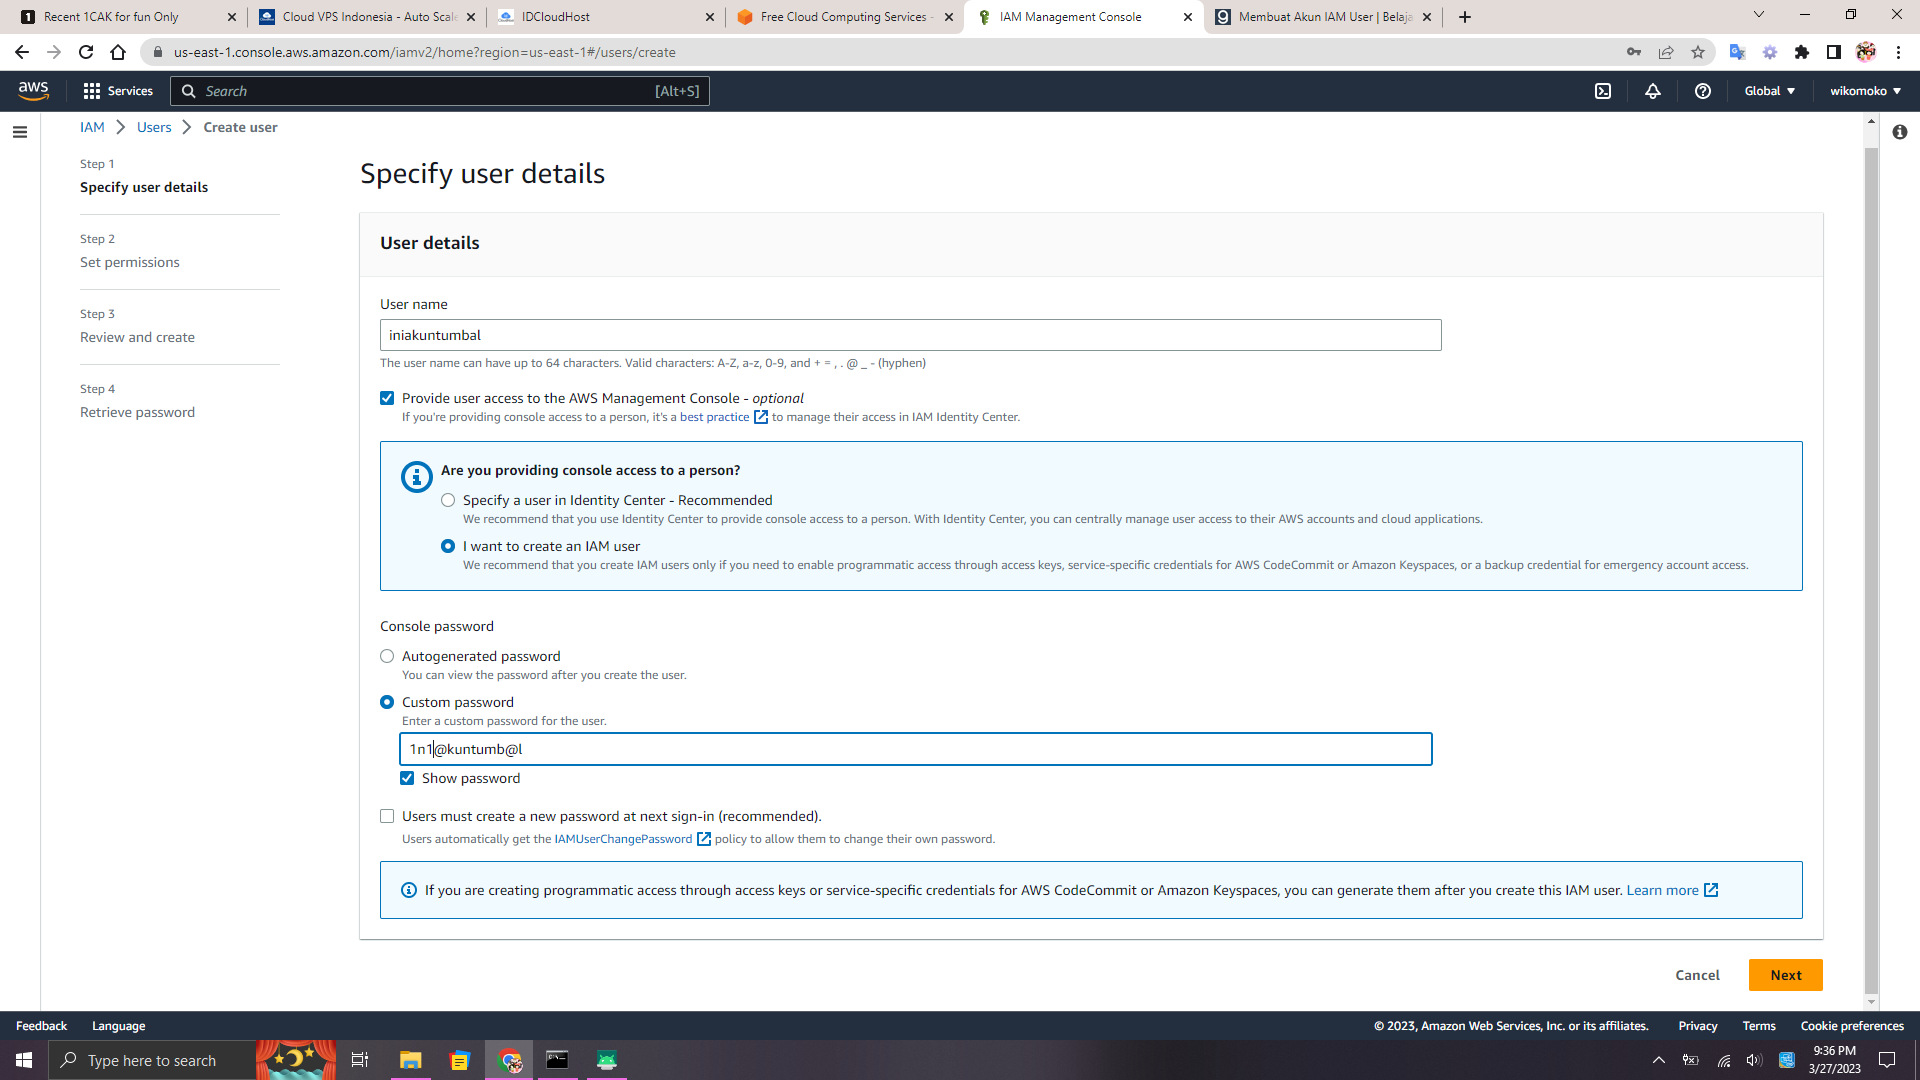 Recent 1CAK for fun Only
Cloud VPS Indonesia - Auto Scale
IDCloudHost
Free Cloud Computing Services -
IAM Management Console
Membuat Akun IAM User | Belaja
us-east-1.console.aws.amazon.com/iamv2/home?region=us-east-1#/users/create
aws
Services
Search
[Alt+S]
Global
wikomoko
IAM
Users
Create user
Step 1
Specify user details
Step 2
Set permissions
Step 3
Review and create
Step 4
Retrieve password
Specify user details
User details
User name
iniakuntumbal
The user name can have up to 64 characters. Valid characters: A-Z, a-z, 0-9, and + = , . @ _ - (hyphen)
Provide user access to the AWS Management Console - optional
If you're providing console access to a person, it's a best practice to manage their access in IAM Identity Center.
Are you providing console access to a person?
Specify a user in Identity Center - Recommended
We recommend that you use Identity Center to provide console access to a person. With Identity Center, you can centrally manage user access to their AWS accounts and cloud applications.
I want to create an IAM user
We recommend that you create IAM users only if you need to enable programmatic access through access keys, service-specific credentials for AWS CodeCommit or Amazon Keyspaces, or a backup credential for emergency account access.
Console password
Autogenerated password
You can view the password after you create the user.
Custom password
Enter a custom password for the user.
1n1@kuntumb@l
Show password
Users must create a new password at next sign-in (recommended).
Users automatically get the IAMUserChangePassword policy to allow them to change their own password.
If you are creating programmatic access through access keys or service-specific credentials for AWS CodeCommit or Amazon Keyspaces, you can generate them after you create this IAM user. Learn more
Cancel
Next
Feedback
Language
© 2023, Amazon Web Services, Inc. or its affiliates.
Privacy
Terms
Cookie preferences
Type here to search
9:36 PM
3/27/2023